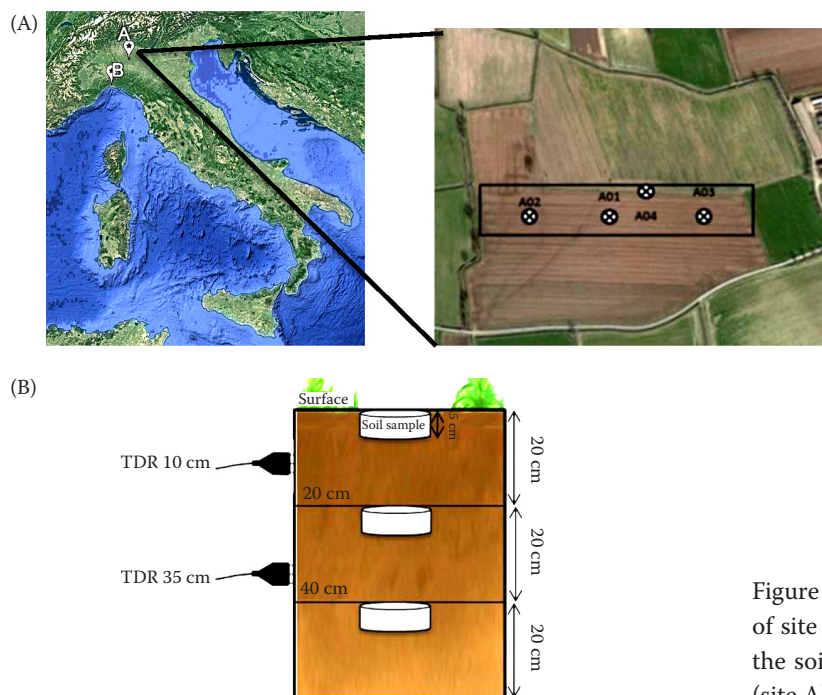 (A)
A
B
A02
A01
A03
A04
(B)
Surface
Soil sample
5 cm
20 cm
TDR 10 cm
20 cm
20 cm
TDR 35 cm
40 cm
20 cm
Figure
of site
the soi
(site A